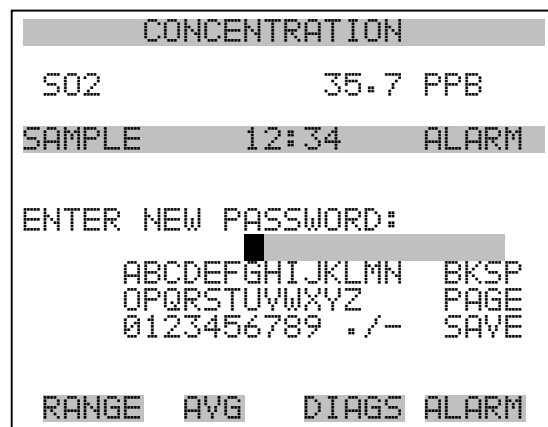 CONCENTRATION
SO2 35.7 PPB
SAMPLE 12:34 ALARM
ENTER NEW PASSWORD:
ABCDEFGHIJKLMN BKSP
OPQRSTUVWXYZ PAGE
0123456789 ./- SAVE
RANGE AVG DIAGS ALARM